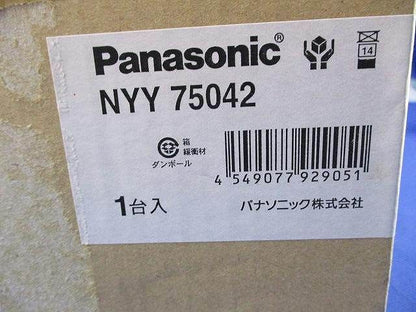 Panasonic®
14
NYY 75042
箱
緩衝材
ダンボール
4 549077 929051
1台入
パナソニック株式会社